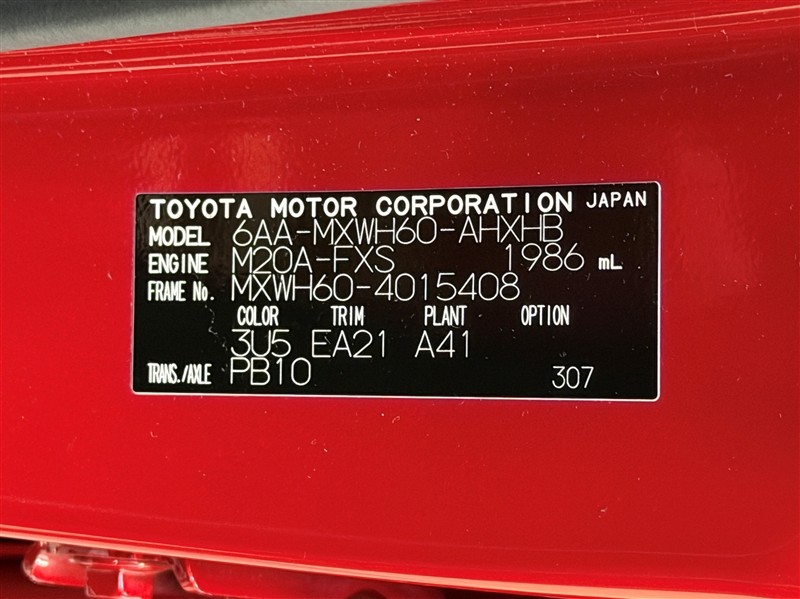 TOYOTA MOTOR CORPORATION JAPAN
MODEL 6AA-MXWH60-AHXHB
ENGINE M20A-FXS 1986 mL
FRAME No. MXWH60-4015408
COLOR TRIM PLANT OPTION
3U5 EA21 A41
TRANS./AXLE PB10 307